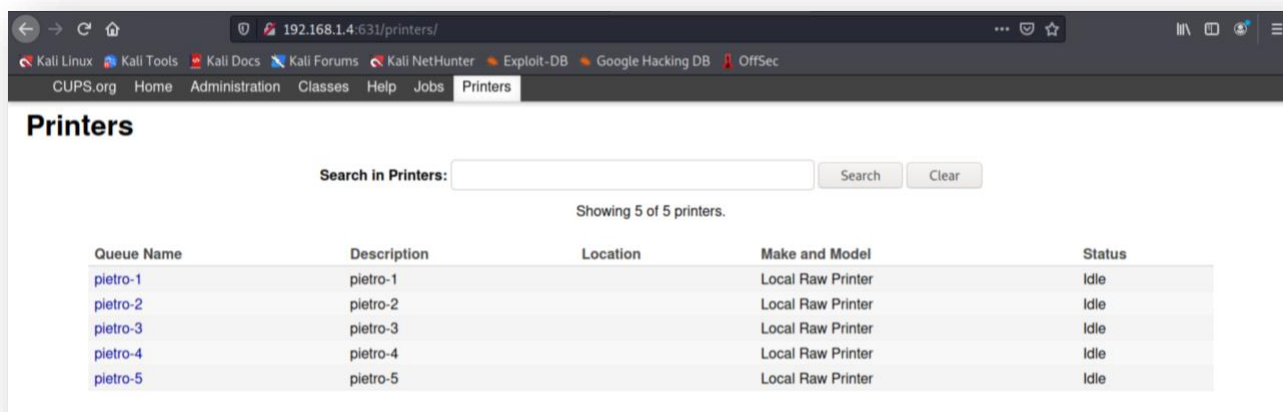 192.168.1.4:631/printers/
Kali Linux Kali Tools Kali Docs Kali Forums Kali NetHunter Exploit-DB Google Hacking DB OffSec
CUPS.org Home Administration Classes Help Jobs Printers
Printers
Search in Printers: Search Clear
Showing 5 of 5 printers.
Queue Name Description Location Make and Model Status
pietro-1 pietro-1 Local Raw Printer Idle
pietro-2 pietro-2 Local Raw Printer Idle
pietro-3 pietro-3 Local Raw Printer Idle
pietro-4 pietro-4 Local Raw Printer Idle
pietro-5 pietro-5 Local Raw Printer Idle